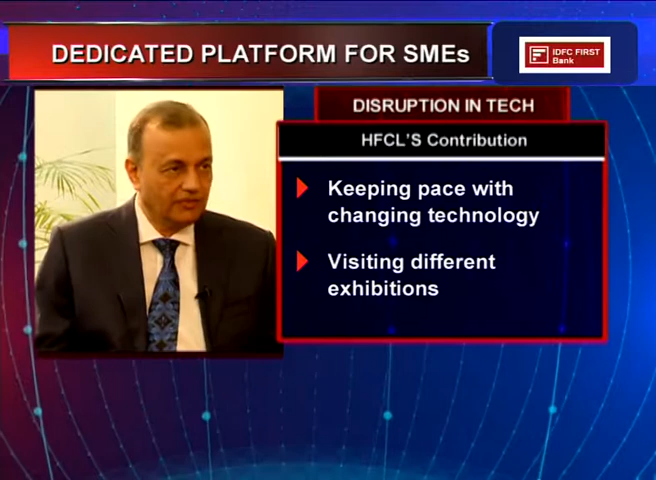 DEDICATED PLATFORM FOR SMEs
IDFC FIRST
Bank
DISRUPTION IN TECH
HFCL'S Contribution
Keeping pace with
changing technology
Visiting different
exhibitions